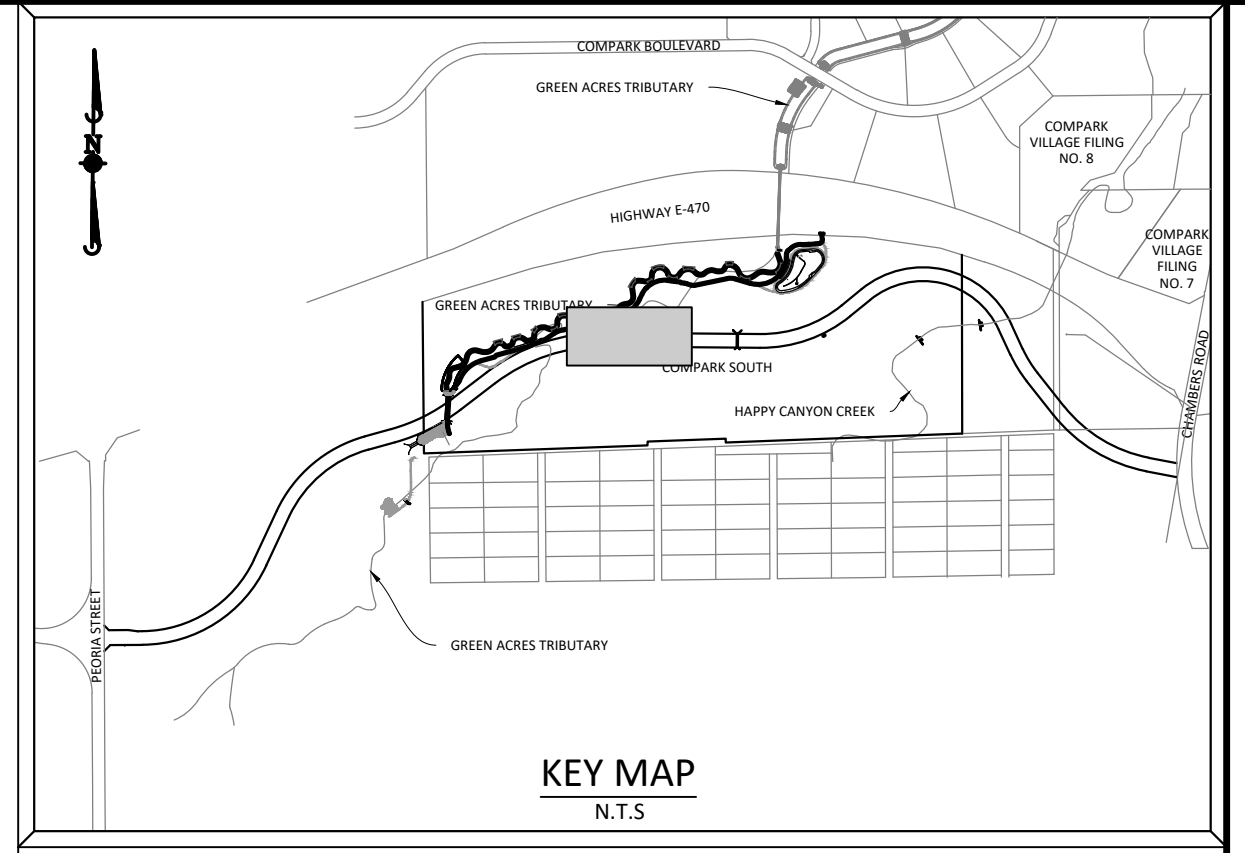 COMPARK BOULEVARD
GREEN ACRES TRIBUTARY
N
COMPARK
VILLAGE FILING
NO. 8
HIGHWAY E-470
COMPARK
VILLAGE
FILING
NO. 7
GREEN ACRES TRIBUTARY
COMPARK SOUTH
CHAMBERS ROAD
HAPPY CANYON CREEK
PEORIA STREET
GREEN ACRES TRIBUTARY
KEY MAP
N.T.S